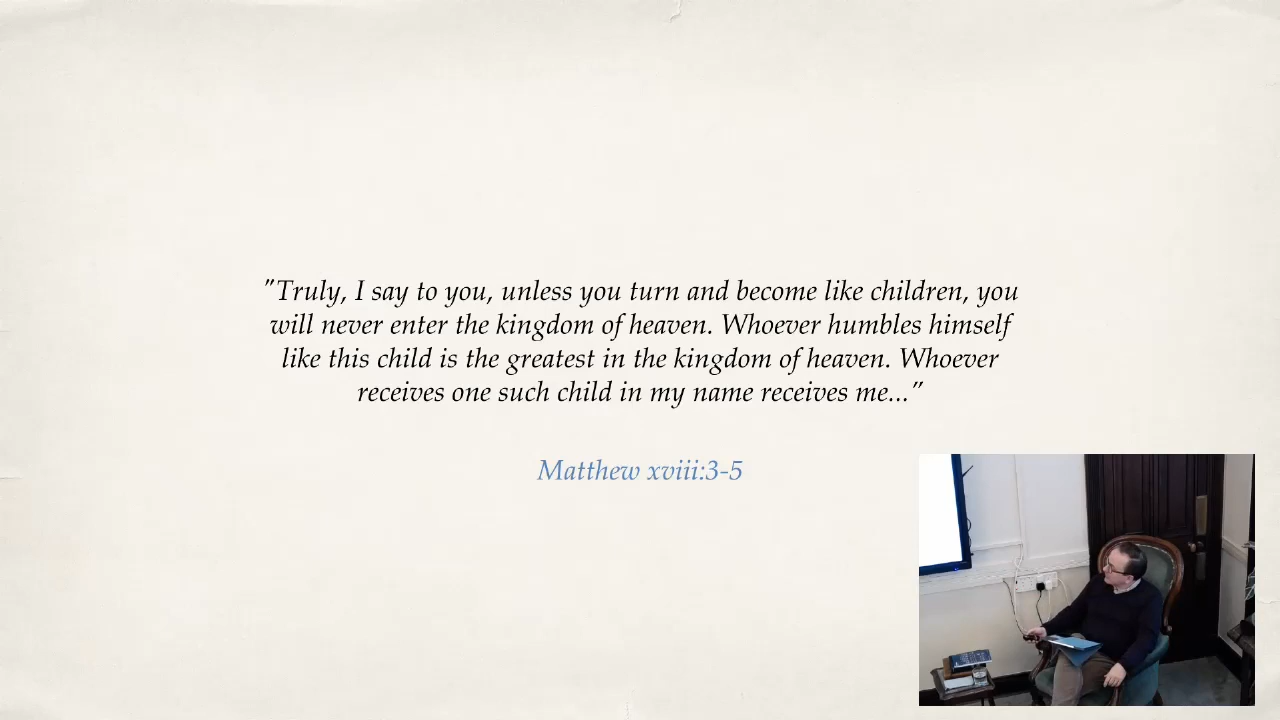 "Truly, I say to you, unless you turn and become like children, you
will never enter the kingdom of heaven. Whoever humbles himself
like this child is the greatest in the kingdom of heaven. Whoever
receives one such child in my name receives me...”
Matthew xviii:3-5